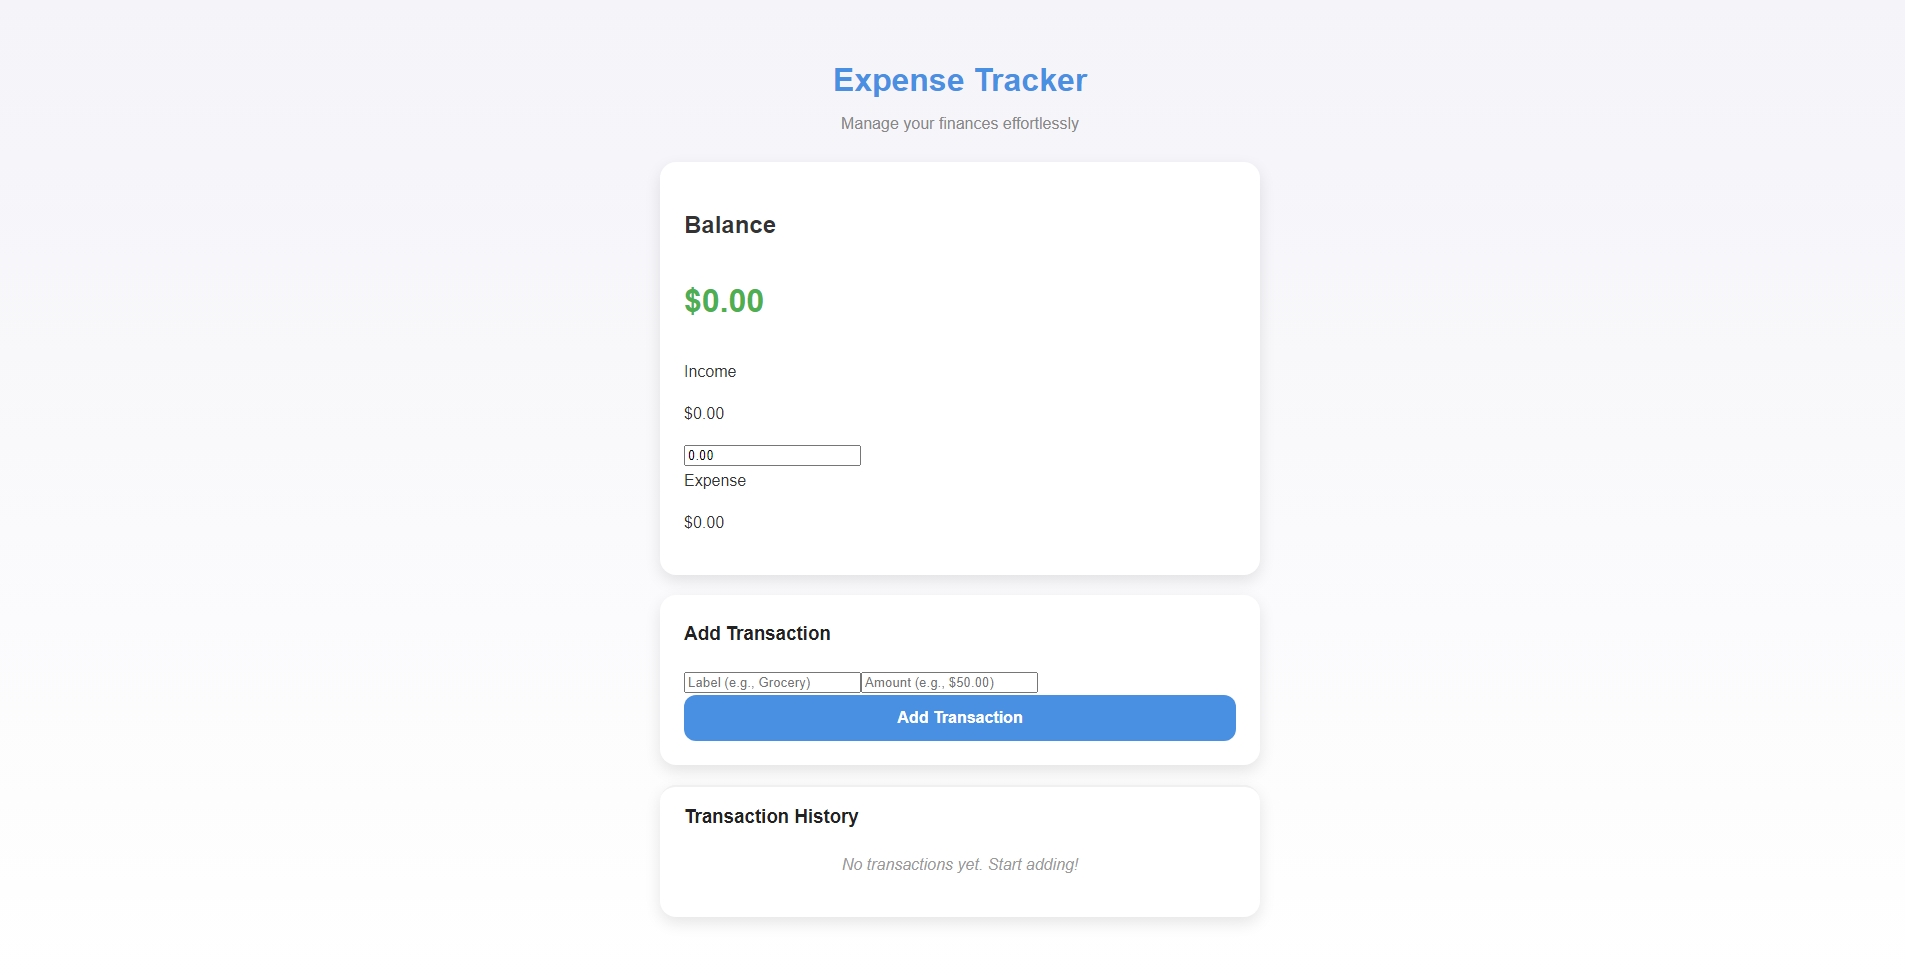 Expense Tracker
Manage your finances effortlessly
Balance
$0.00
Income
$0.00
0.00
Expense
$0.00
Add Transaction
Label (e.g., Grocery) Amount (e.g., $50.00)
Add Transaction
Transaction History
No transactions yet. Start adding!